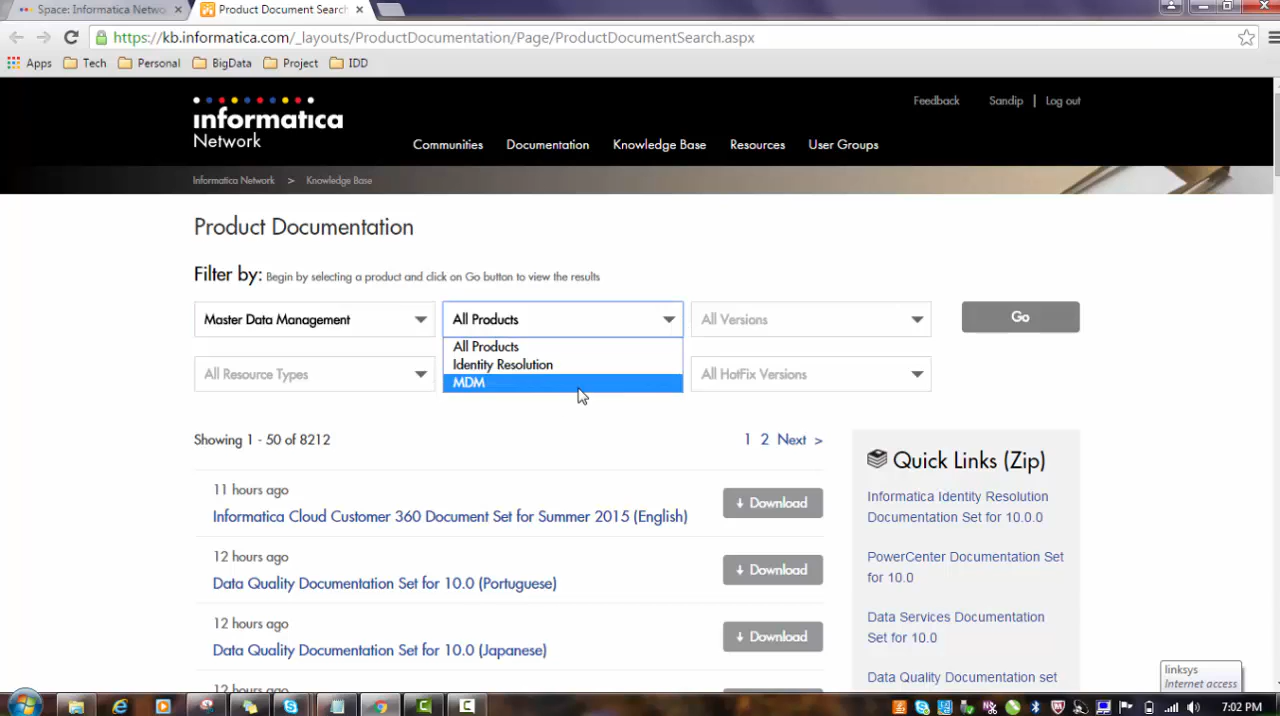 Space: Informatica Netwo
Product Document Search
https://kb.informatica.com/_layouts/ProductDocumentation/Page/ProductDocumentSearch.aspx
Apps Tech Personal BigData Project IDD
Feedback Sandip | Log out
informatica
Network
Communities Documentation Knowledge Base Resources User Groups
Informatica Network > Knowledge Base
Product Documentation
Filter by: Begin by selecting a product and click on Go button to view the results
Master Data Management All Products All Versions Go
All Products
Identity Resolution
MDM
All Resource Types All HotFix Versions
Showing 1 - 50 of 8212 1 2 Next >
11 hours ago
Informatica Cloud Customer 360 Document Set for Summer 2015 (English) Download
12 hours ago
Data Quality Documentation Set for 10.0 (Portuguese) Download
12 hours ago
Data Quality Documentation Set for 10.0 (Japanese) Download
12 hours ago
Quick Links (Zip)
Informatica Identity Resolution
Documentation Set for 10.0.0
PowerCenter Documentation Set
for 10.0
Data Services Documentation
Set for 10.0
Data Quality Documentation set
linksys
Internet access
7:02 PM